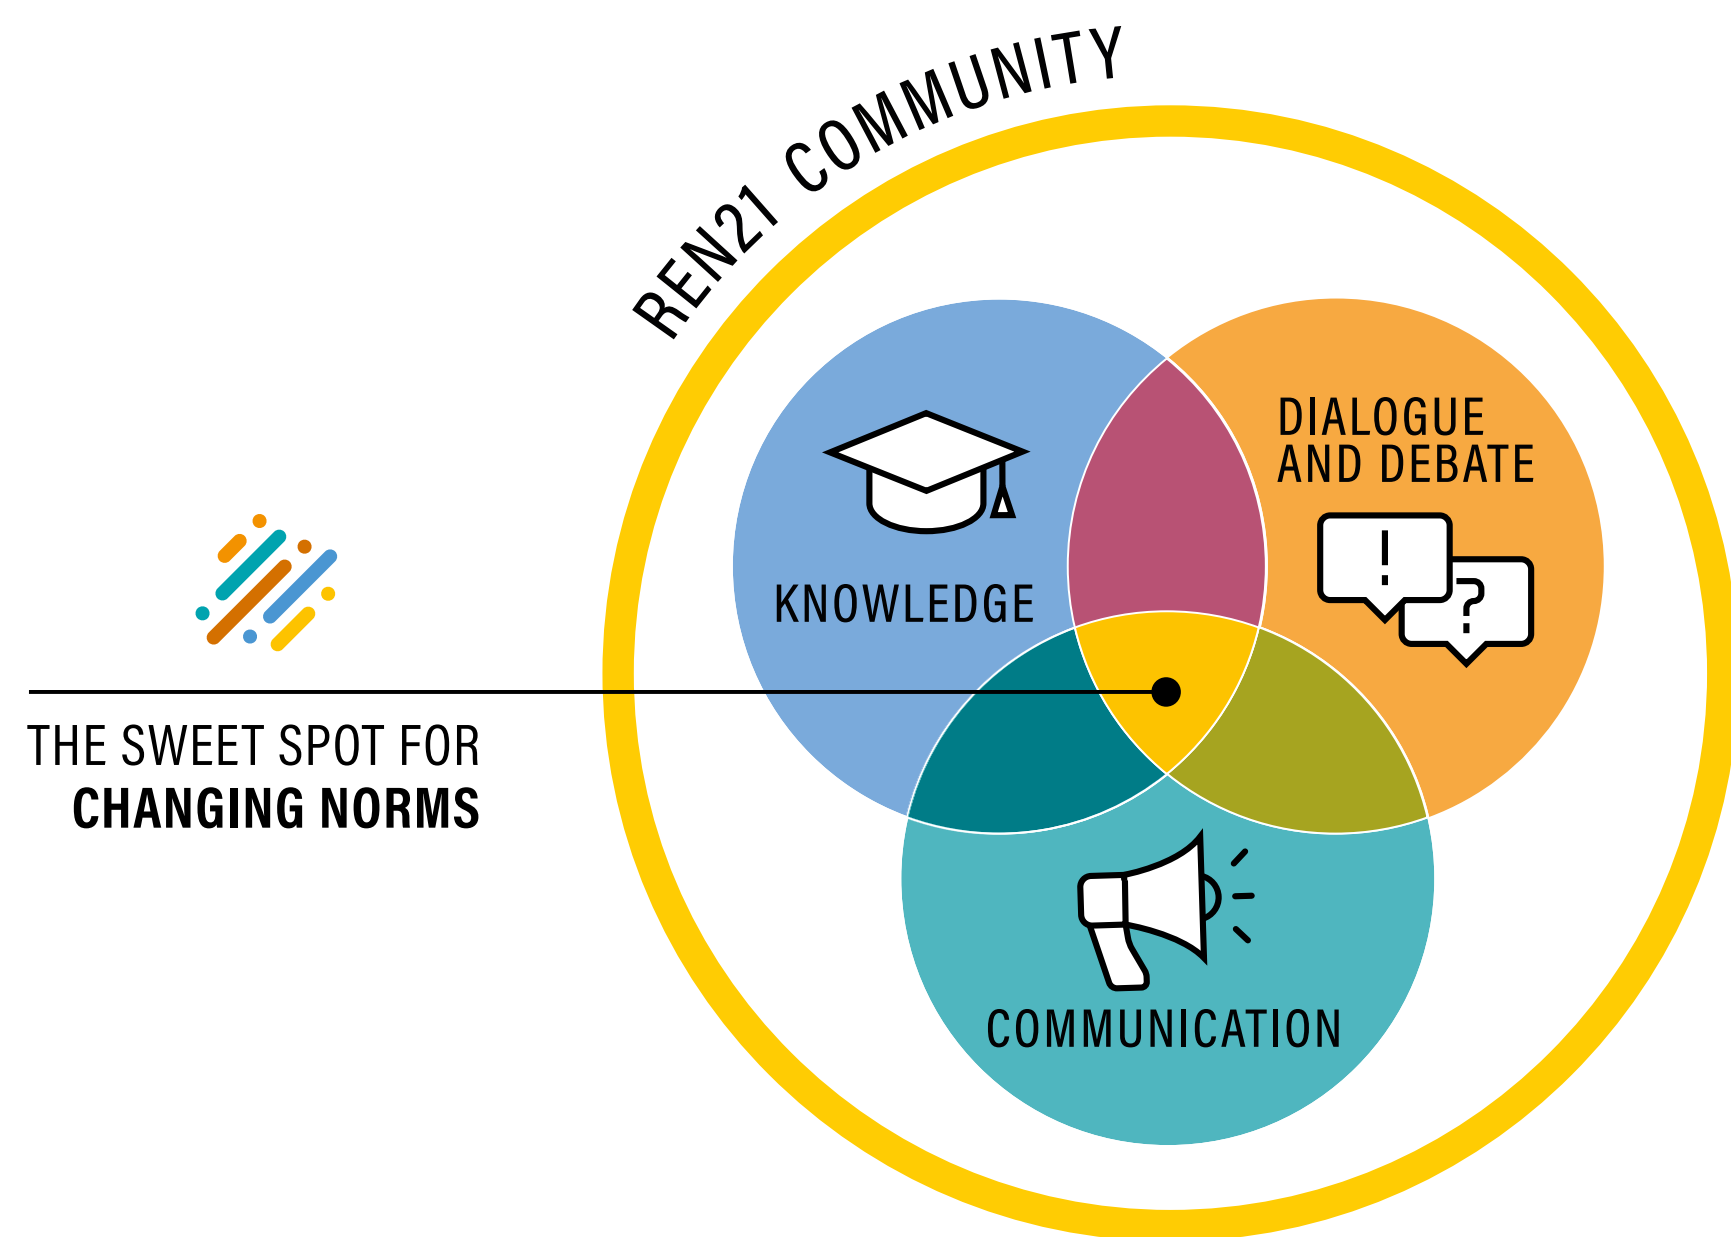 REN21 COMMUNITY
DIALOGUE
AND DEBATE
!
?
KNOWLEDGE
THE SWEET SPOT FOR
CHANGING NORMS
COMMUNICATION